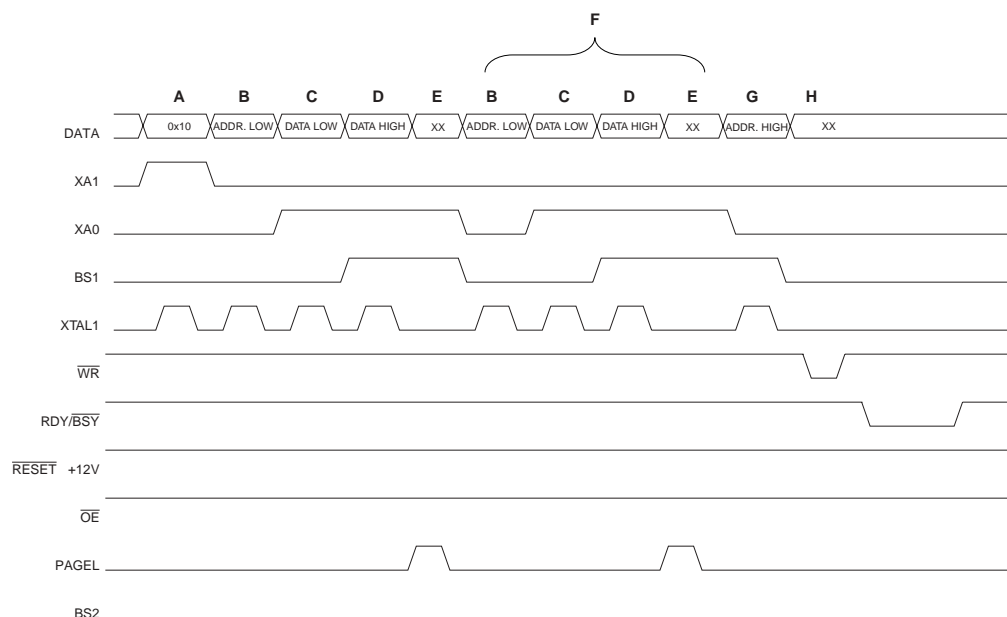 F
A B C D E B C D E G H
DATA 0x10 ADDR. LOW DATA LOW DATA HIGH XX ADDR. LOW DATA LOW DATA HIGH XX ADDR. HIGH XX
XA1
XA0
BS1
XTAL1
WR
RDY/BSY
RESET +12V
OE
PAGEL
BS2